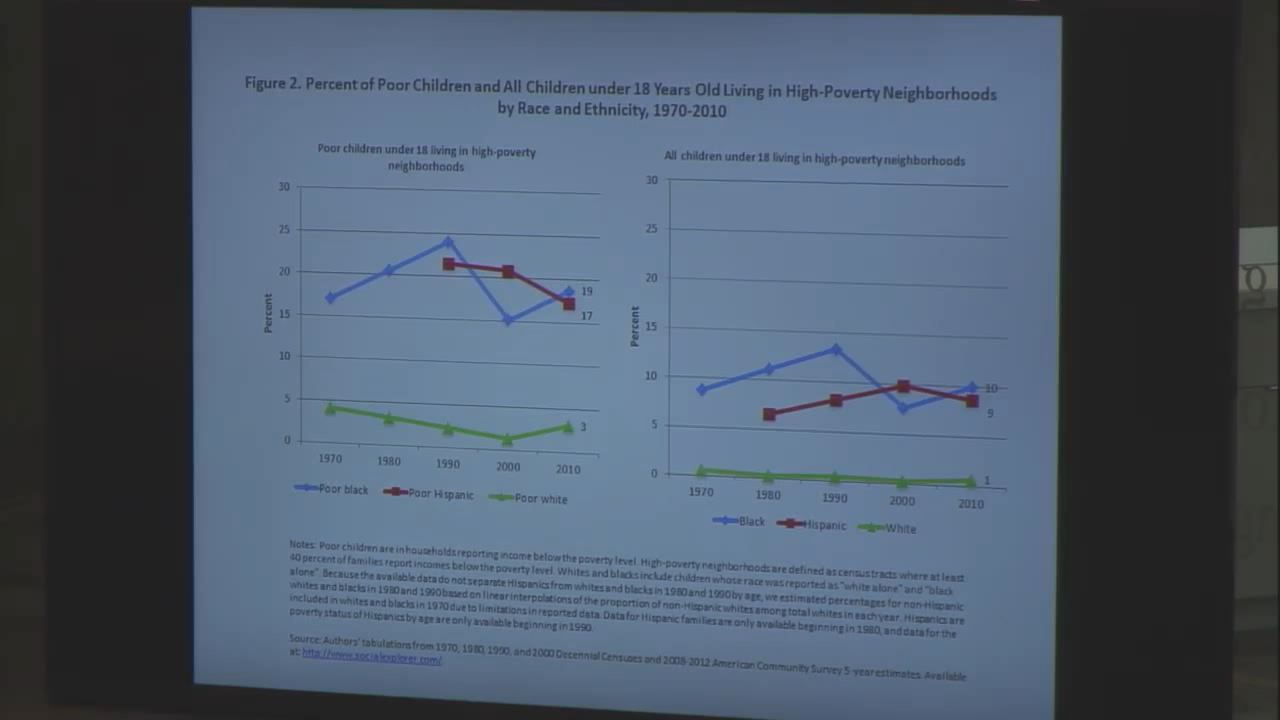 Figure 2. Percent of Poor Children and All Children under 18 Years Old Living in High-Poverty Neighborhoods
by Race and Ethnicity, 1970-2010
Poor children under 18 living in high-poverty
neighborhoods
30
25
20
15
10
5
0
Percent
19
17
3
1970 1980 1990 2000 2010
Poor black Poor Hispanic Poor white
All children under 18 living in high-poverty neighborhoods
30
25
20
15
10
5
0
Percent
10
9
1
1970 1980 1990 2000 2010
Black Hispanic White
Notes: Poor children are in households reporting income below the poverty level. High-poverty neighborhoods are defined as census tracts where at least
40 percent of families report incomes below the poverty level. Whites and blacks include children whose race was reported as "white alone" and "black
alone". Because the available data do not separate Hispanics from whites and blacks in 1980 and 1990 by age, we estimated percentages for non-Hispanic
whites and blacks in 1980 and 1990 based on linear interpolations of the proportion of non-Hispanic whites among total whites in each year. Hispanics are
included in whites and blacks in 1970 due to limitations in reported data. Data for Hispanic families are only available beginning in 1980, and data for the
poverty status of Hispanics by age are only available beginning in 1990.
Source: Authors' tabulations from 1970, 1980, 1990, and 2000 Decennial Censuses and 2008-2012 American Community Survey 5-year estimates. Available
at: http://www.socialexplorer.com/.